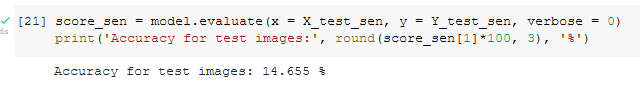 [21] score_sen = model.evaluate(x = X_test_sen, y = Y_test_sen, verbose = 0)
6s
print('Accuracy for test images:', round(score_sen[1]*100, 3), '%')
Accuracy for test images: 14.655 %